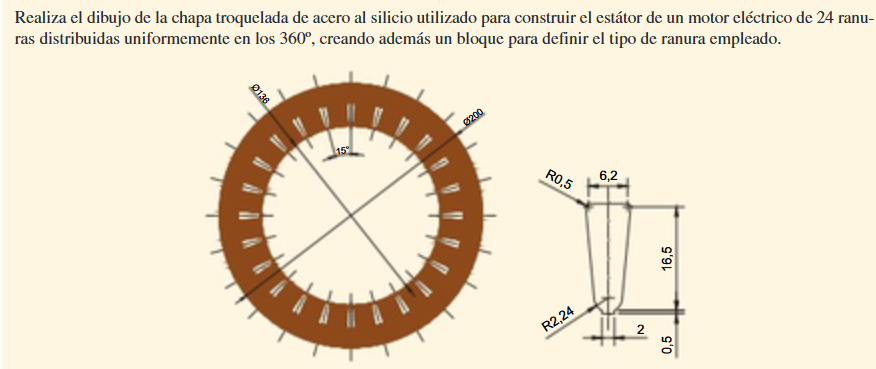 Realiza el dibujo de la chapa troquelada de acero al silicio utilizado para construir el estátor de un motor eléctrico de 24 ranu-
ras distribuidas uniformemente en los 360º, creando además un bloque para definir el tipo de ranura empleado.
Ø136
Ø200
15°
R0,5
6,2
16,5
R2,24
2
0,5